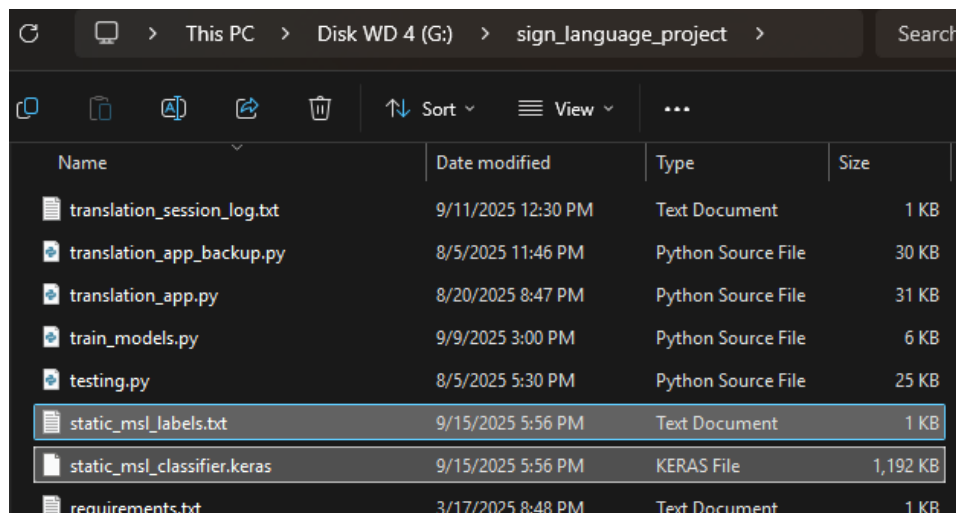 This PC > Disk WD 4 (G:) > sign_language_project > Search
Sort View
Name Date modified Type Size
translation_session_log.txt 9/11/2025 12:30 PM Text Document 1 KB
translation_app_backup.py 8/5/2025 11:46 PM Python Source File 30 KB
translation_app.py 8/20/2025 8:47 PM Python Source File 31 KB
train_models.py 9/9/2025 3:00 PM Python Source File 6 KB
testing.py 8/5/2025 5:30 PM Python Source File 25 KB
static_msl_labels.txt 9/15/2025 5:56 PM Text Document 1 KB
static_msl_classifier.keras 9/15/2025 5:56 PM KERAS File 1,192 KB
requirements.txt 3/17/2025 8:48 PM Text Document 1 KB